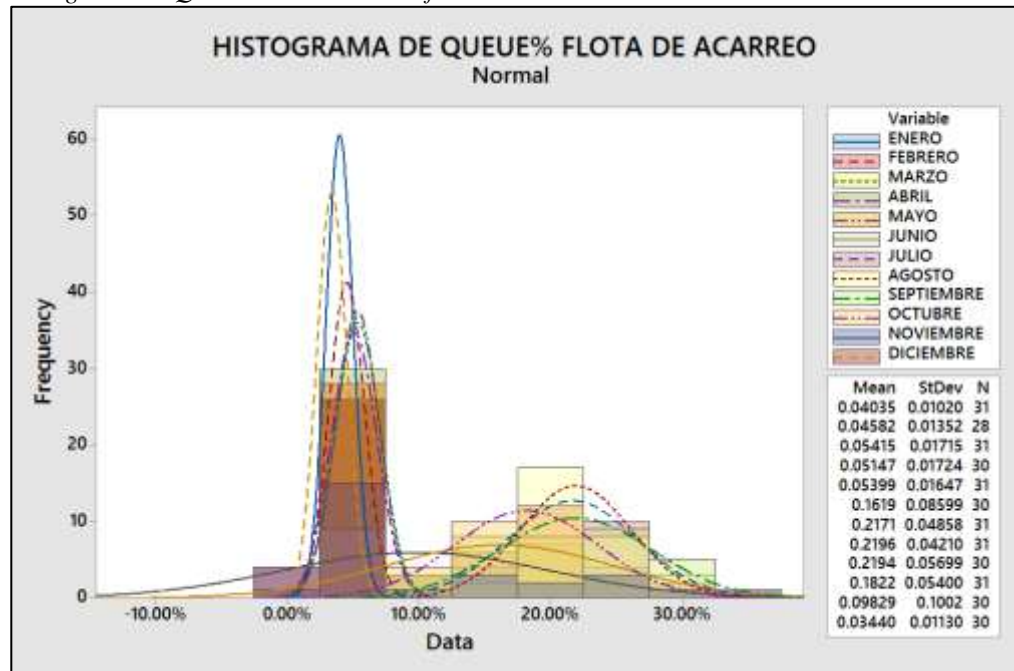 HISTOGRAMA DE QUEUE% FLOTA DE ACARREO
Normal
60
50
40
30
20
10
0
Frequency
-10.00%
0.00%
10.00%
20.00%
30.00%
Data
Variable
ENERO
FEBRERO
MARZO
ABRIL
MAYO
JUNIO
JULIO
AGOSTO
SEPTIEMBRE
OCTUBRE
NOVIEMBRE
DICIEMBRE
Mean StDev N
0.04035 0.01020 31
0.04582 0.01352 28
0.05415 0.01715 31
0.05147 0.01724 30
0.05399 0.01647 31
0.1619 0.08599 30
0.2171 0.04858 31
0.2196 0.04210 31
0.2194 0.05699 30
0.1822 0.05400 31
0.09829 0.1002 30
0.03440 0.01130 30